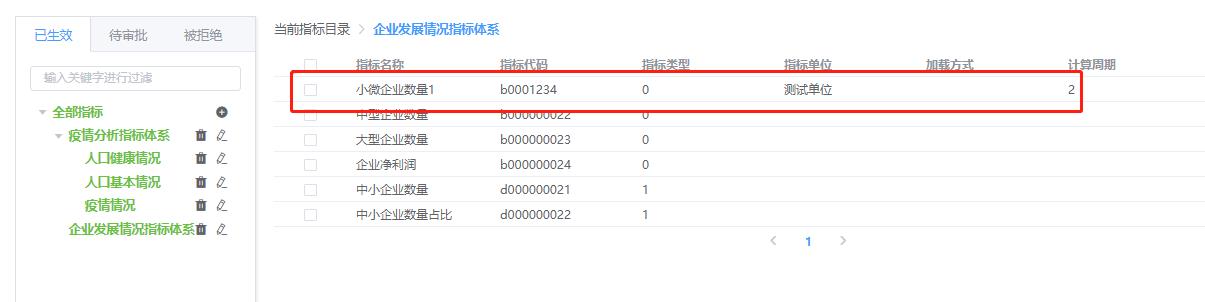 已生效 待审批 被拒绝
输入关键字进行过滤
全部指标
疫情分析指标体系
人口健康情况
人口基本情况
疫情情况
企业发展情况指标体系
当前指标目录 > 企业发展情况指标体系
指标名称 指标代码 指标类型 指标单位 加载方式 计算周期
小微企业数量1 b0001234 0 测试单位 2
中型企业数量 b000000022 0
大型企业数量 b000000023 0
企业净利润 b000000024 0
中小企业数量 d000000021 1
中小企业数量占比 d000000022 1
< 1 >